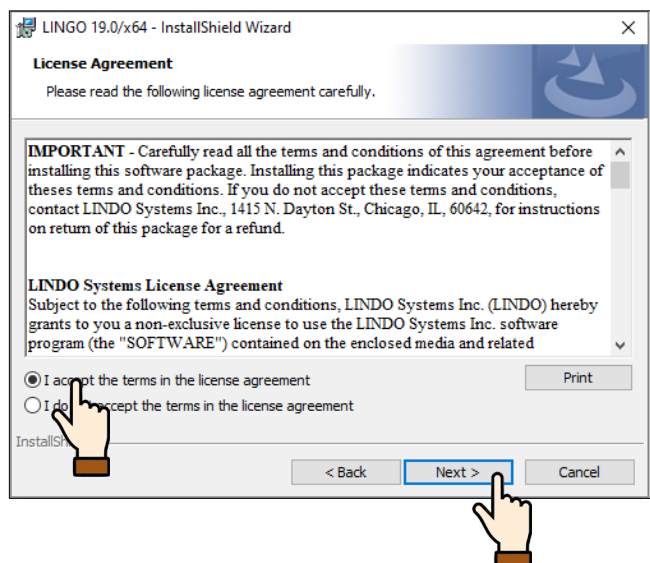 LINGO 19.0/x64 - InstallShield Wizard
License Agreement
Please read the following license agreement carefully.
IMPORTANT - Carefully read all the terms and conditions of this agreement before
installing this software package. Installing this package indicates your acceptance of
theses terms and conditions. If you do not accept these terms and conditions,
contact LINDO Systems Inc., 1415 N. Dayton St., Chicago, IL, 60642, for instructions
on return of this package for a refund.
LINDO Systems License Agreement
Subject to the following terms and conditions, LINDO Systems Inc. (LINDO) hereby
grants to you a non-exclusive license to use the LINDO Systems Inc. software
program (the "SOFTWARE") contained on the enclosed media and related
I accept the terms in the license agreement
Print
I do accept the terms in the license agreement
< Back
Next >
Cancel